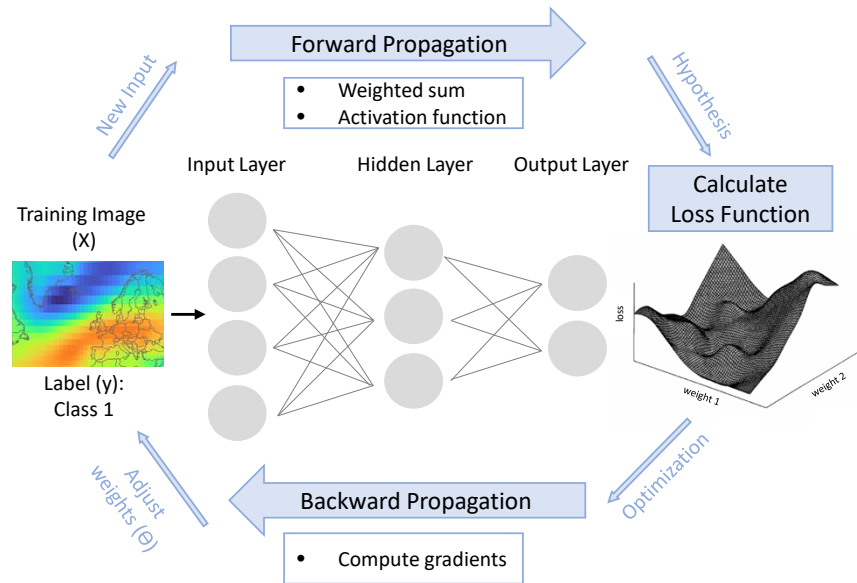 Forward Propagation
• Weighted sum
• Activation function
New Input
Hypothesis
Input Layer
Hidden Layer
Output Layer
Calculate
Loss Function
Training Image
(X)
Label (y):
Class 1
loss
weight 1
weight 2
Adjust
weights (Θ)
Backward Propagation
• Compute gradients
Optimization